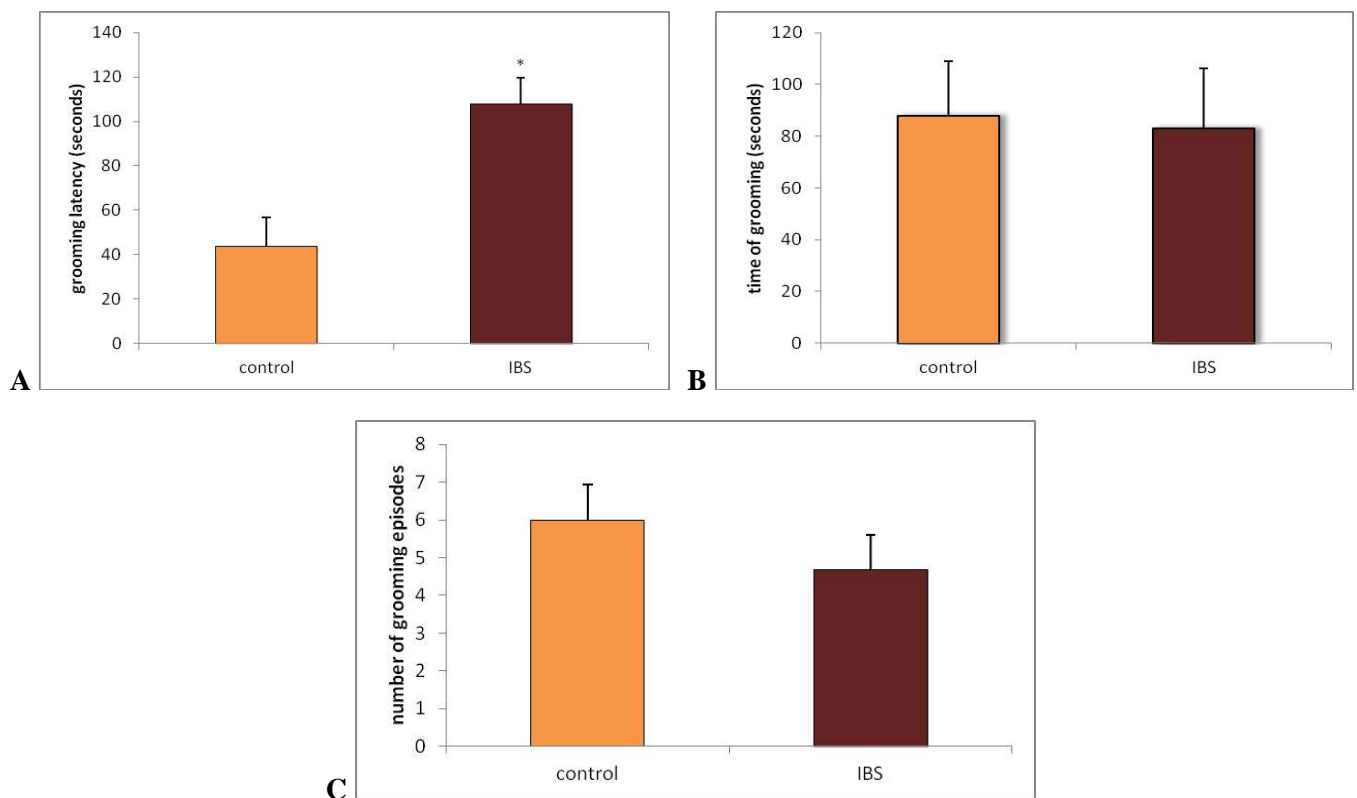 grooming latency (seconds)
140
120
100
80
60
40
20
0
*
control
IBS
A
time of grooming (seconds)
120
100
80
60
40
20
0
control
IBS
B
number of grooming episodes
8
7
6
5
4
3
2
1
0
control
IBS
C